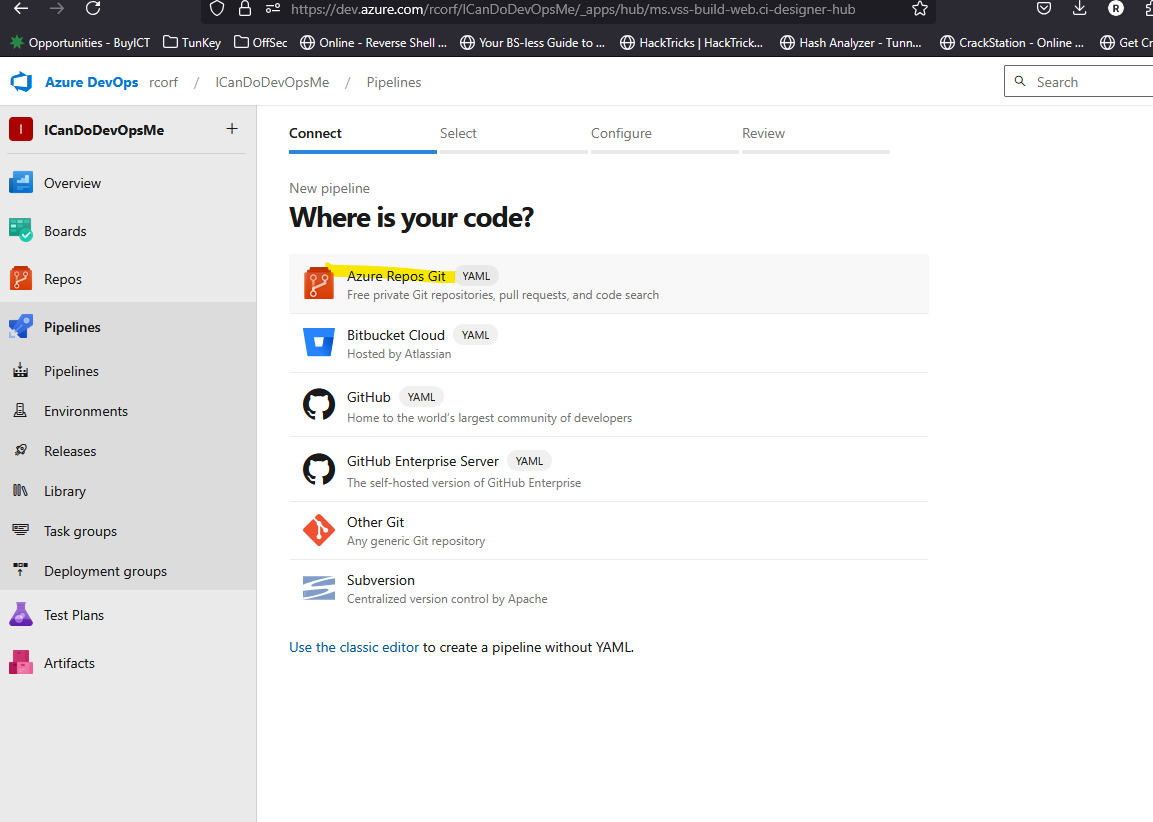 https://dev.azure.com/rcorf/ICanDoDevOpsMe/_apps/hub/ms.vss-build-web.ci-designer-hub
R
Opportunities - BuyICT TunKey OffSec Online - Reverse Shell ... Your BS-less Guide to ... HackTricks | HackTrick... Hash Analyzer - Tunn... CrackStation - Online ... Get Cr
Azure DevOps rcorf / ICanDoDevOpsMe / Pipelines
Search
I ICanDoDevOpsMe +
Overview
Boards
Repos
Pipelines
Pipelines
Environments
Releases
Library
Task groups
Deployment groups
Test Plans
Artifacts
Connect Select Configure Review
New pipeline
Where is your code?
Azure Repos Git YAML
Free private Git repositories, pull requests, and code search
Bitbucket Cloud YAML
Hosted by Atlassian
GitHub YAML
Home to the world's largest community of developers
GitHub Enterprise Server YAML
The self-hosted version of GitHub Enterprise
Other Git
Any generic Git repository
Subversion
Centralized version control by Apache
Use the classic editor to create a pipeline without YAML.